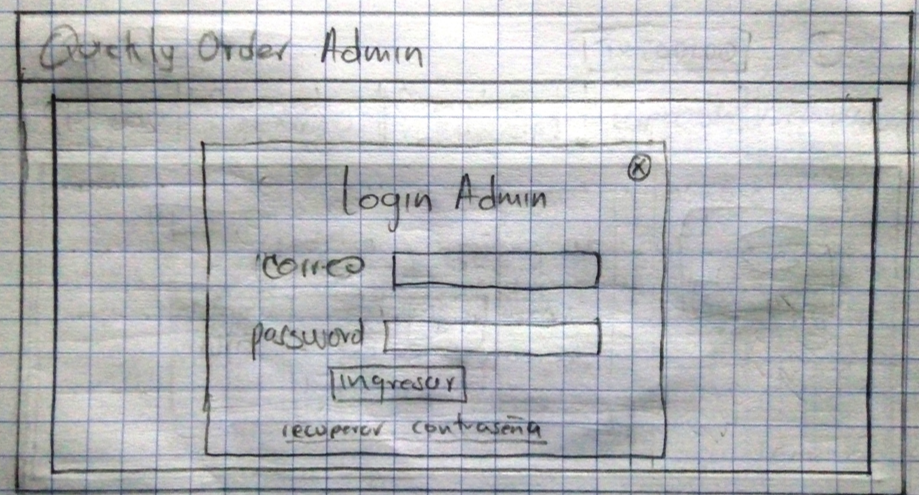 Quickly Order Admin
Login Admin
correo
password
ingresar
recuperar contraseña